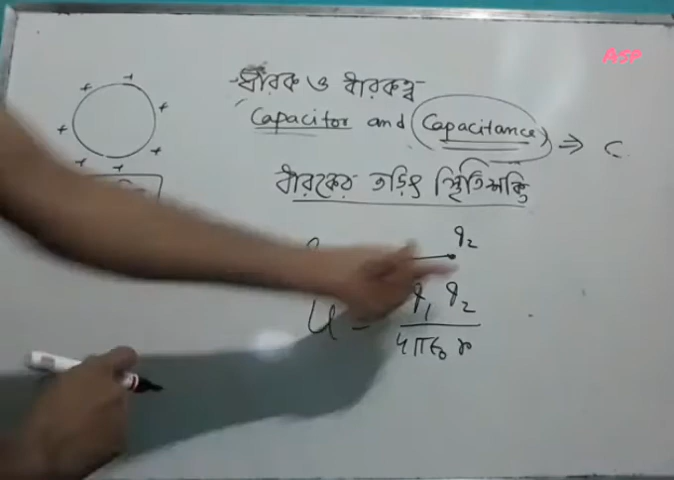 ASP
ধারক ও ধারকত্ব
Capacitor and (Capacitance) ⇒ C
ধারকের তড়িৎ স্থিতিশক্তি
q₂
U = q₁ q₂ / 4πε₀ r